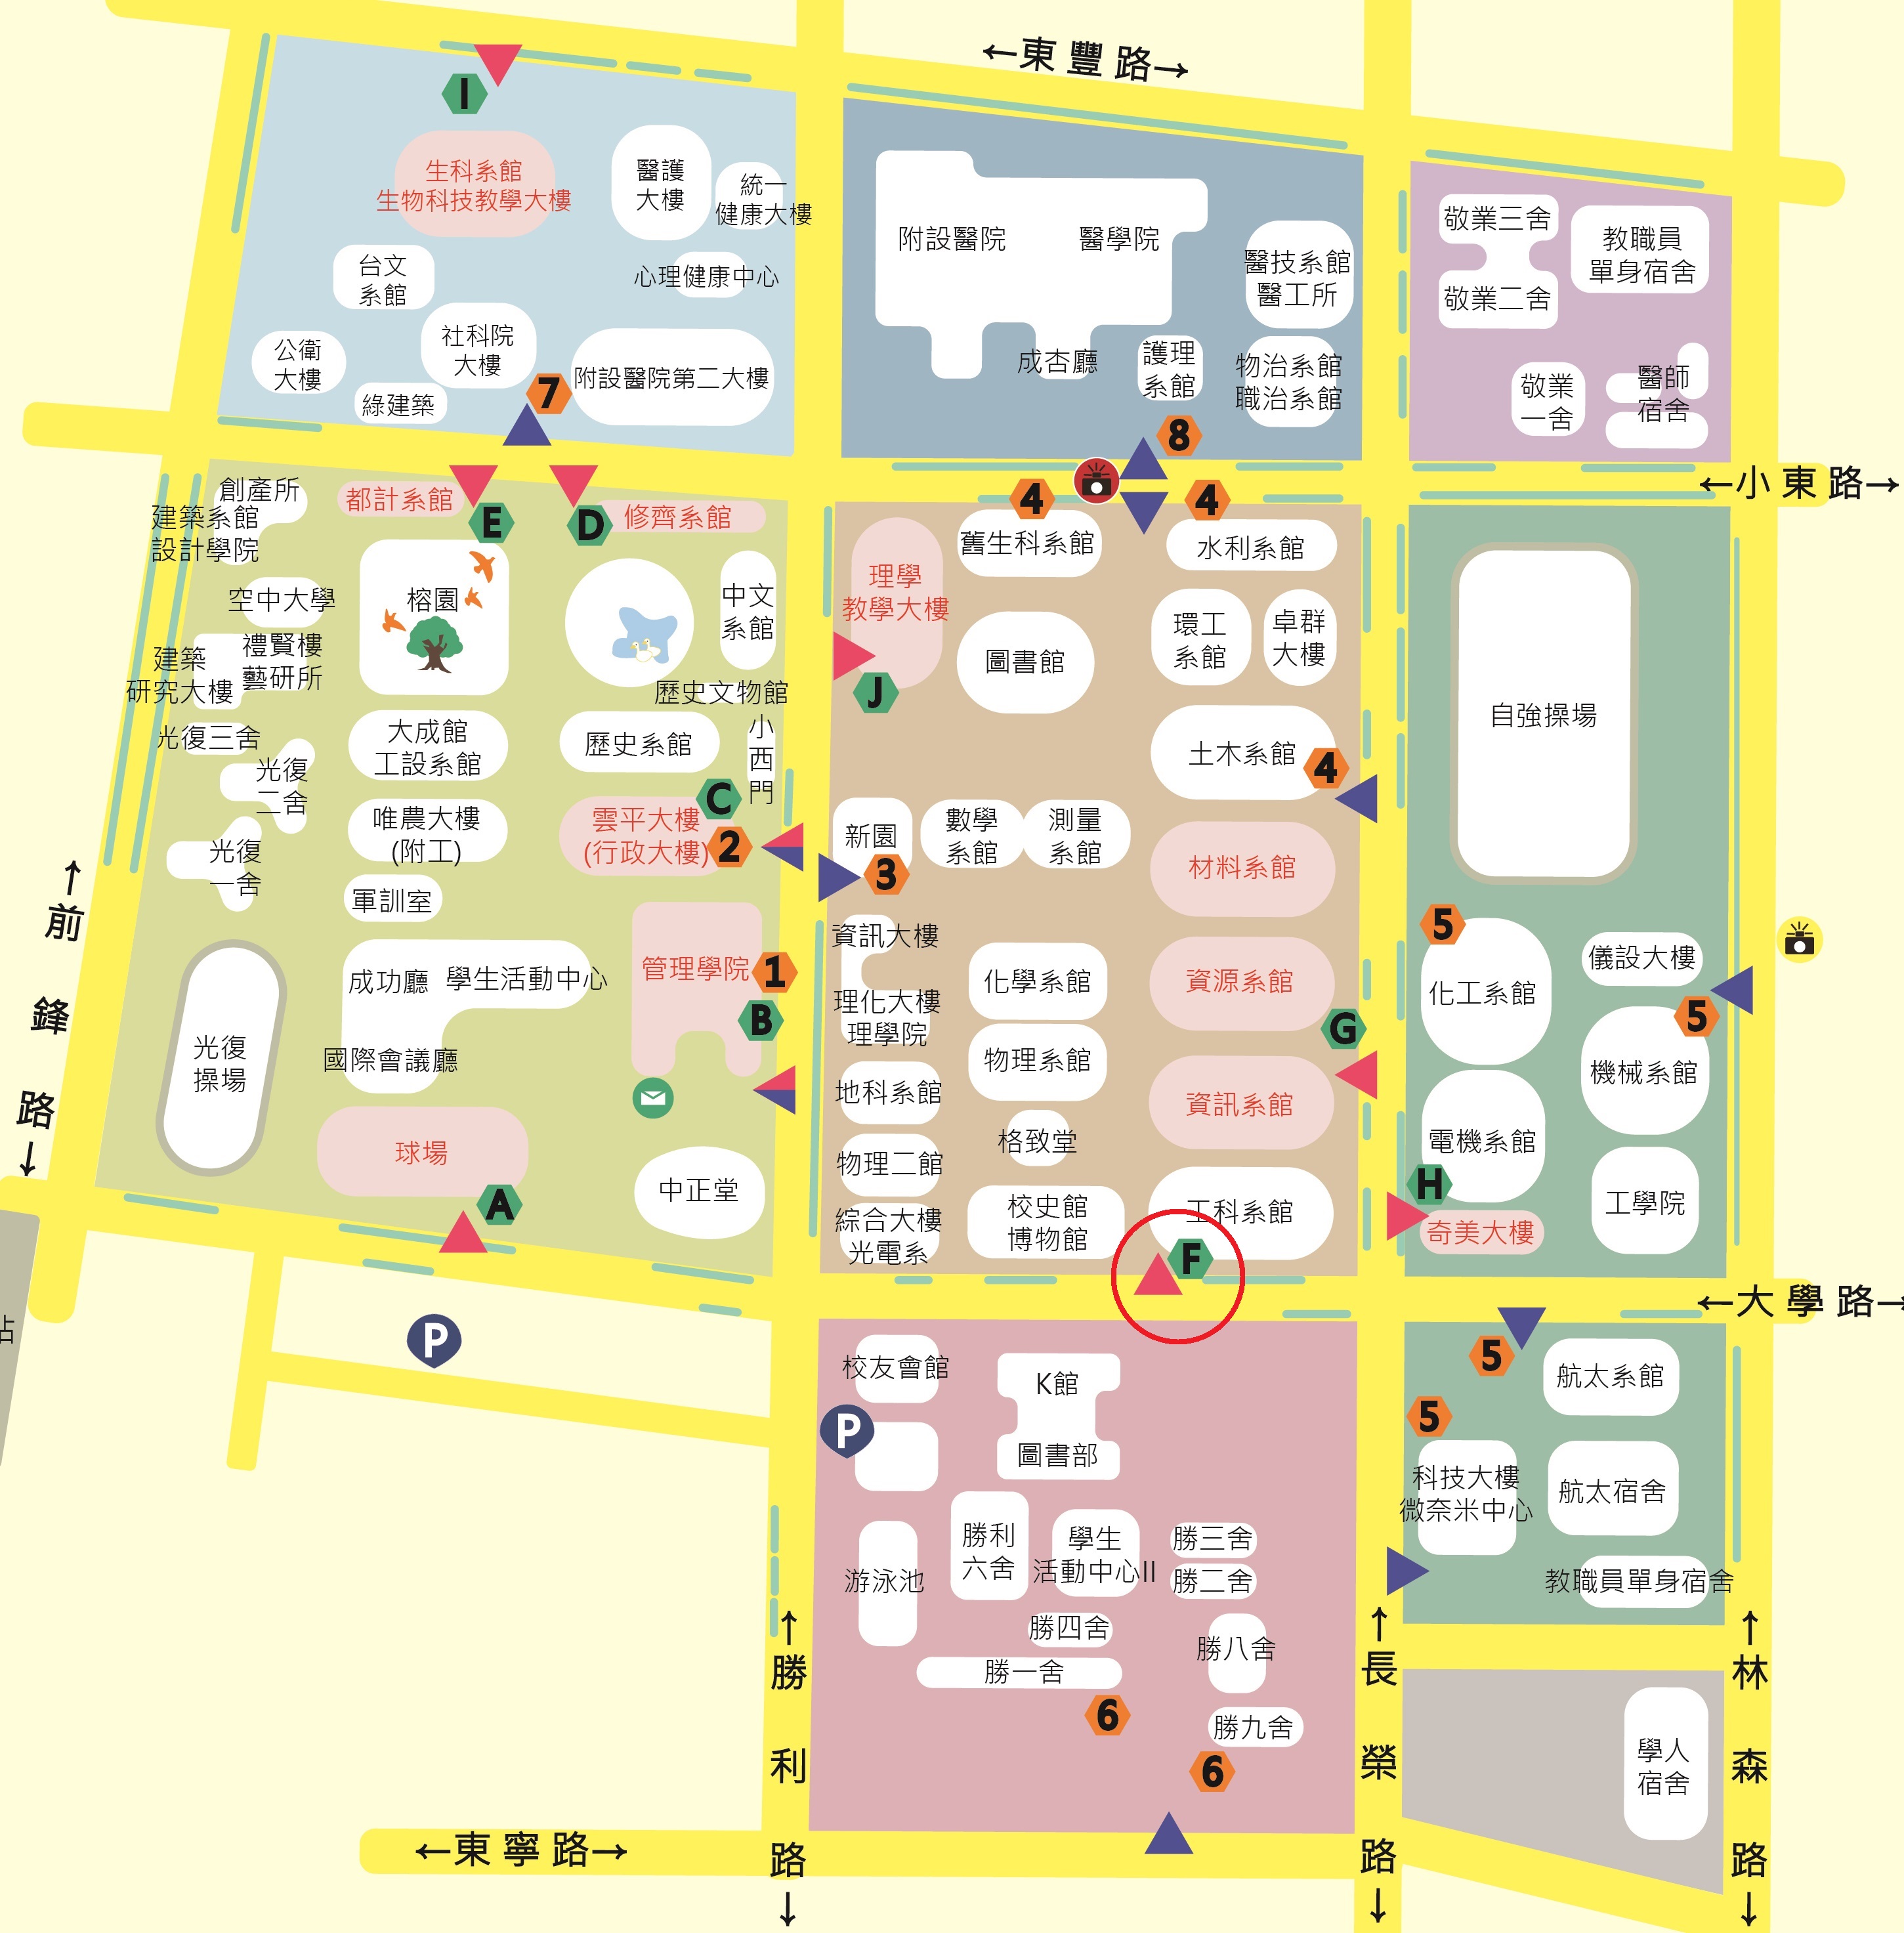 ←東豐路→
I
生科系館
生物科技教學大樓
醫護
大樓
統一
健康大樓
台文
系館
心理健康中心
社科院
大樓
公衛
大樓
綠建築
7
附設醫院第二大樓
附設醫院
醫學院
醫技系館
醫工所
成杏廳
護理
系館
物治系館
職治系館
8
敬業三舍
敬業二舍
教職員
單身宿舍
敬業
一舍
醫師
宿舍
←小東路→
創產所
建築系館
設計學院
都計系館
E
D
修齊系館
空中大學
榕園
中文
系館
禮賢樓
藝研所
建築
研究大樓
歷史文物館
光復三舍
大成館
工設系館
歷史系館
小
西
門
光復
二舍
C
唯農大樓
(附工)
雲平大樓
(行政大樓)
2
光復
一舍
軍訓室
成功廳
學生活動中心
管理學院
1
B
國際會議廳
光復
操場
球場
A
中正堂
↑
前
鋒
路
↓
4
4
舊生科系館
水利系館
理學
教學大樓
J
圖書館
環工
系館
卓群
大樓
土木系館
4
新園
3
數學
系館
測量
系館
材料系館
資訊大樓
理化大樓
理學院
化學系館
資源系館
G
物理系館
地科系館
資訊系館
格致堂
物理二館
綜合大樓
光電系
校史館
博物館
工科系館
F
自強操場
5
化工系館
儀設大樓
5
機械系館
電機系館
H
奇美大樓
工學院
←大學路→
站
P
P
校友會館
K館
圖書部
游泳池
勝利
六舍
學生
活動中心II
勝三舍
勝二舍
勝四舍
勝一舍
勝八舍
6
勝九舍
6
5
航太系館
5
科技大樓
微奈米中心
航太宿舍
教職員單身宿舍
學人
宿舍
↑
勝
利
路
↓
↑
長
榮
路
↓
↑
林
森
路
↓
←東寧路→